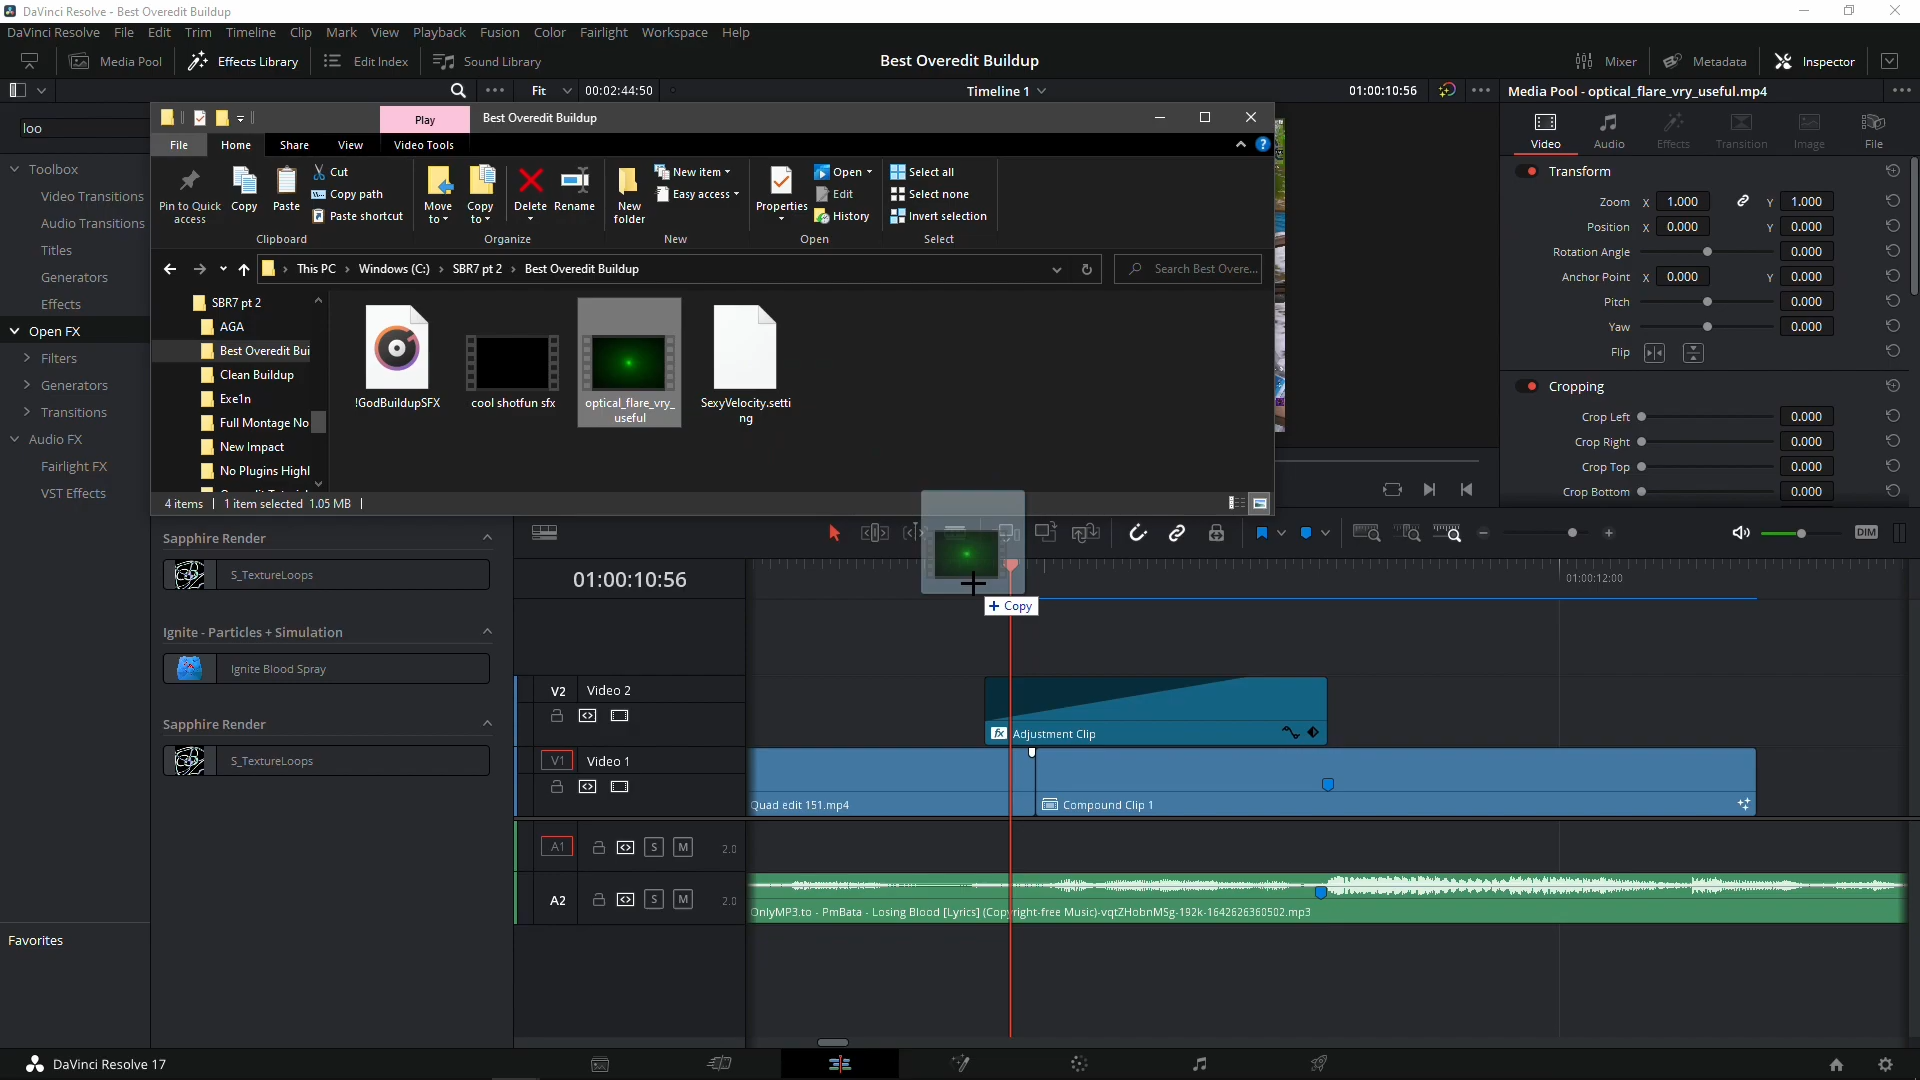 DaVinci Resolve - Best Overedit Buildup
DaVinci Resolve File Edit Trim Timeline Clip Mark View Playback Fusion Color Fairlight Workspace Help
Media Pool Effects Library Edit Index Sound Library Best Overedit Buildup Mixer Metadata Inspector
Fit 00:02:44:50 Timeline 1 01:00:10:56 Media Pool - optical_flare_vry_useful.mp4
loo
Toolbox
Video Transitions
Audio Transitions
Titles
Generators
Effects
Open FX
Filters
Generators
Transitions
Audio FX
Fairlight FX
VST Effects
Favorites
Play Best Overedit Buildup
File Home Share View Video Tools
Pin to Quick access
Copy
Paste
Cut
Copy path
Paste shortcut
Clipboard
Move to
Copy to
Delete
Rename
Organize
New folder
New item
Easy access
New
Properties
Open
Edit
History
Open
Select all
Select none
Invert selection
Select
This PC Windows (C:) SBR7 pt 2 Best Overedit Buildup Search Best Overe...
SBR7 pt 2
AGA
Best Overedit Bui
Clean Buildup
Exe1n
Full Montage No
New Impact
No Plugins Highl
!GodBuildupSFX
cool shotfun sfx
optical_flare_vry_
useful
SexyVelocity.setti
ng
4 items 1 item selected 1.05 MB
Video Audio Effects Transition Image File
Transform
Zoom X 1.000 Y 1.000
Position X 0.000 Y 0.000
Rotation Angle 0.000
Anchor Point X 0.000 Y 0.000
Pitch 0.000
Yaw 0.000
Flip
Cropping
Crop Left 0.000
Crop Right 0.000
Crop Top 0.000
Crop Bottom 0.000
Sapphire Render
S_TextureLoops
Ignite - Particles + Simulation
Ignite Blood Spray
Sapphire Render
S_TextureLoops
DIM
01:00:10:56
01:00:12:00
+ Copy
V2 Video 2
fx Adjustment Clip
V1 Video 1
Quad edit 151.mp4
Compound Clip 1
A1 S M 2.0
A2 S M 2.0
OnlyMP3.to - PmBata - Losing Blood [Lyrics] (Copyright-free Music)-vqtZHobnMSg-192k-1642626360502.mp3
DaVinci Resolve 17